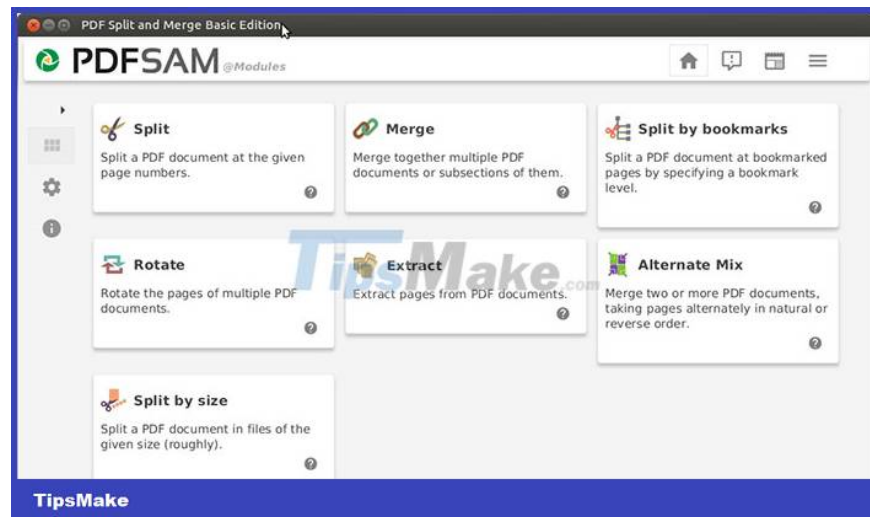 PDF Split and Merge Basic Edition
PDFSAM @Modules
Split
Split a PDF document at the given
page numbers.
Merge
Merge together multiple PDF
documents or subsections of them.
Split by bookmarks
Split a PDF document at bookmarked
pages by specifying a bookmark
level.
Rotate
Rotate the pages of multiple PDF
documents.
Extract
Extract pages from PDF documents.
Alternate Mix
Merge two or more PDF documents,
taking pages alternately in natural or
reverse order.
TipsMake.com
Split by size
Split a PDF document in files of the
given size (roughly).
TipsMake